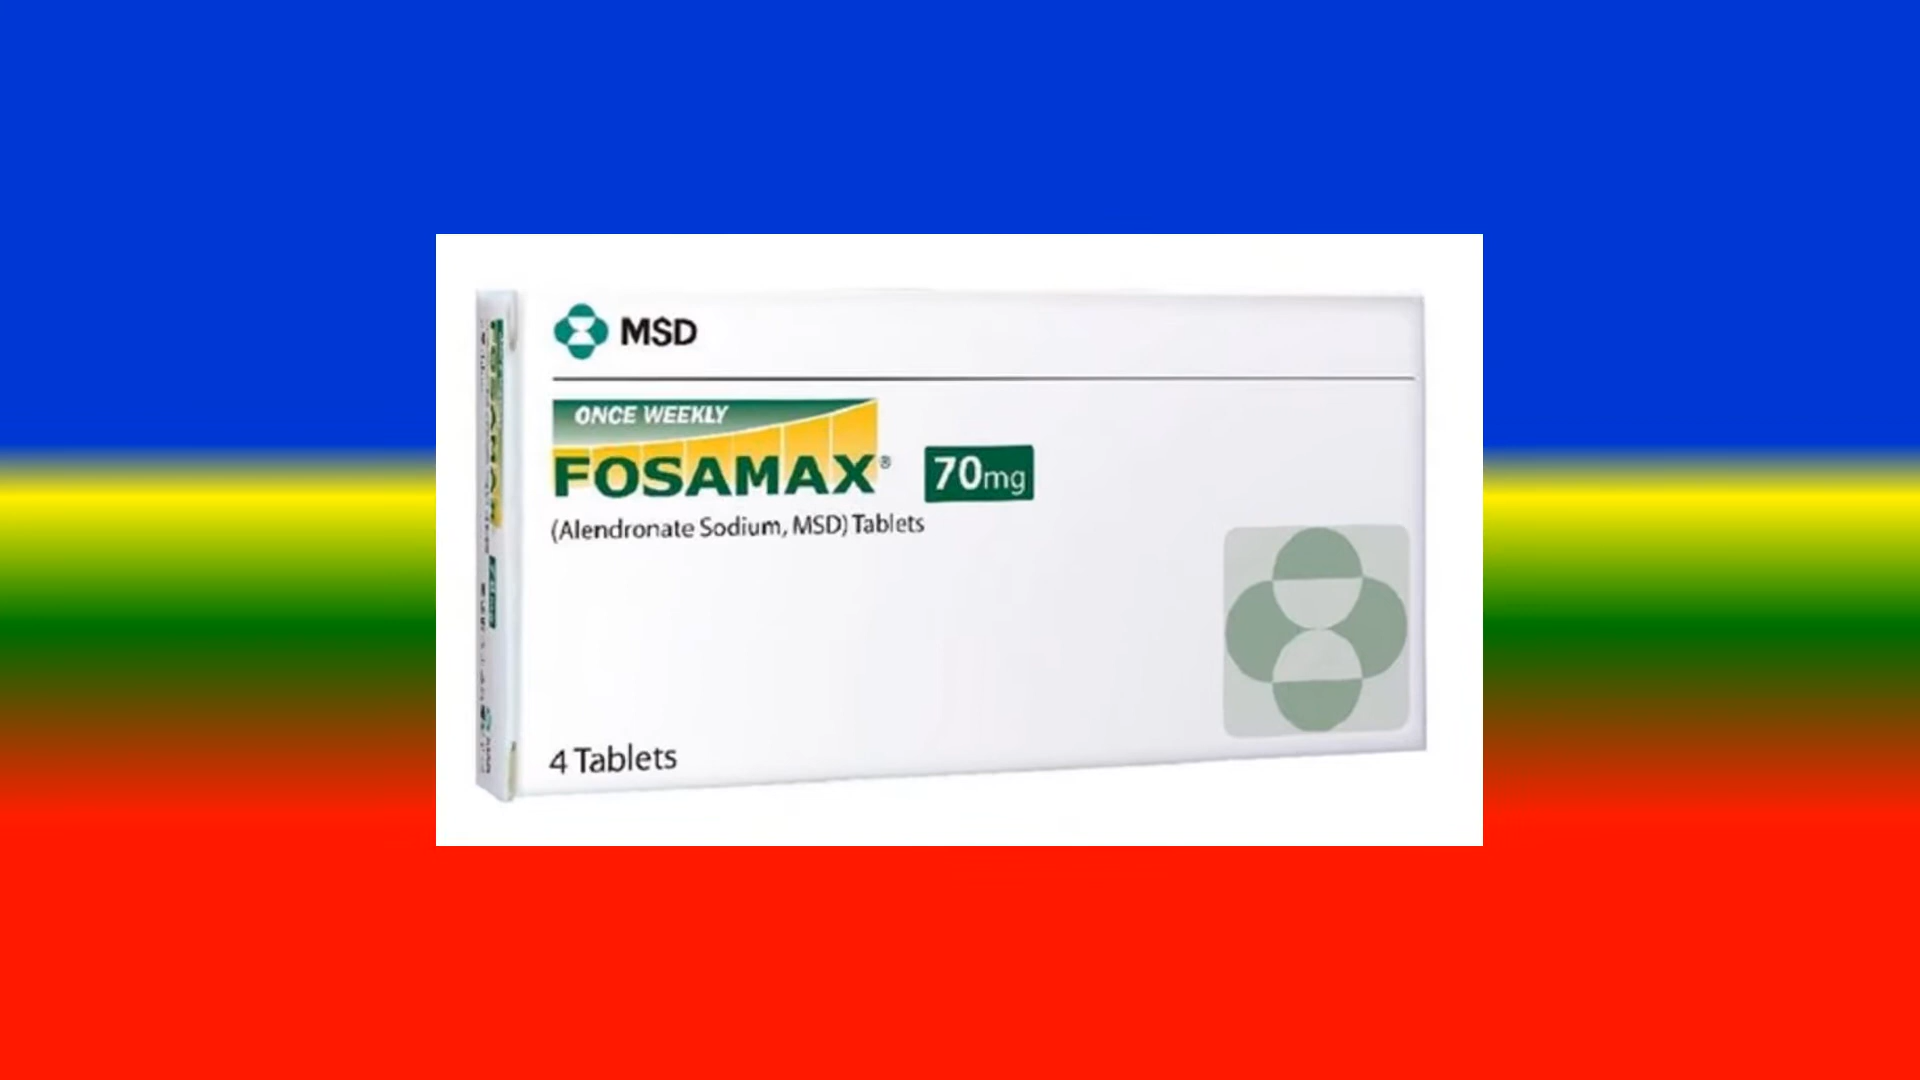 MSD
ONCE WEEKLY
FOSAMAX®
70mg
(Alendronate Sodium, MSD) Tablets
4 Tablets